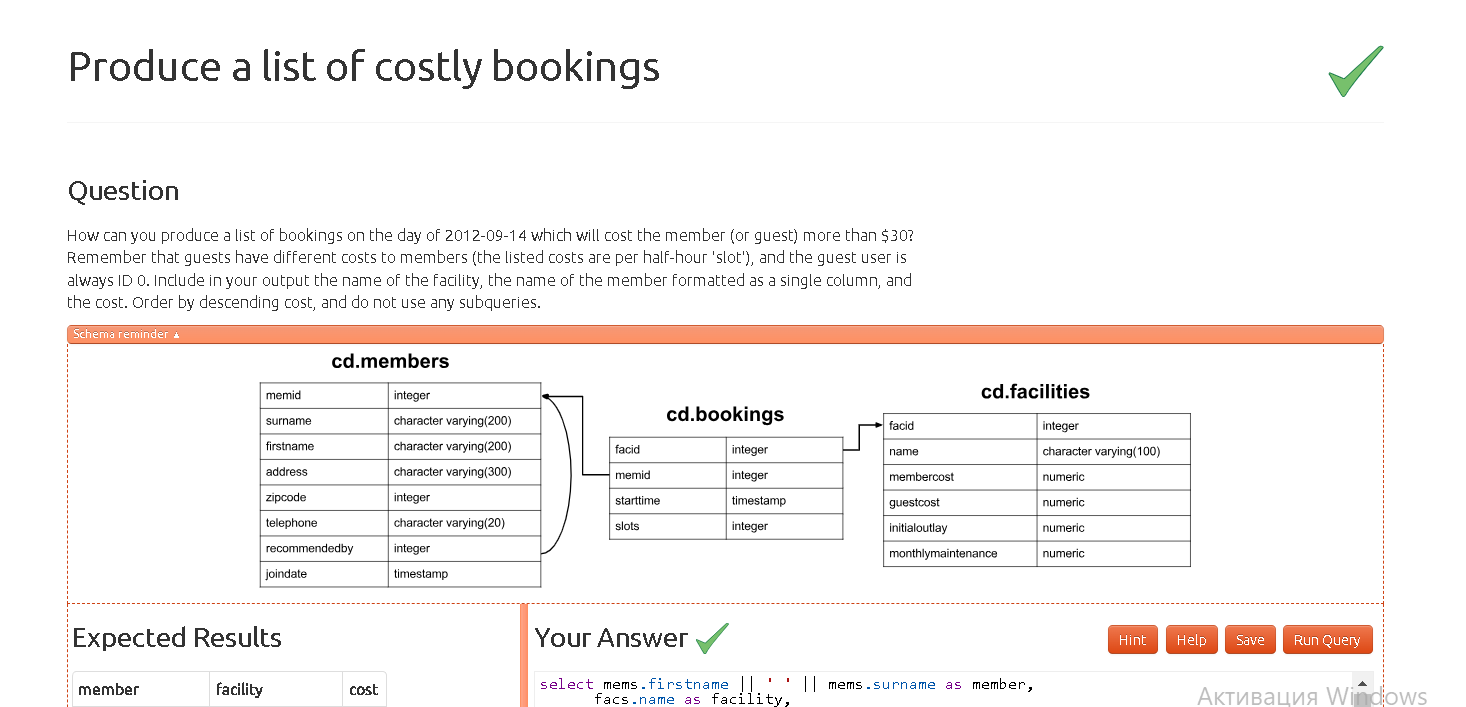 Produce a list of costly bookings
Question
How can you produce a list of bookings on the day of 2012-09-14 which will cost the member (or guest) more than $30?
Remember that guests have different costs to members (the listed costs are per half-hour 'slot'), and the guest user is
always ID 0. Include in your output the name of the facility, the name of the member formatted as a single column, and
the cost. Order by descending cost, and do not use any subqueries.
Schema reminder ▲
cd.members
memid integer
surname character varying(200)
firstname character varying(200)
address character varying(300)
zipcode integer
telephone character varying(20)
recommendedby integer
joindate timestamp
cd.bookings
facid integer
memid integer
starttime timestamp
slots integer
cd.facilities
facid integer
name character varying(100)
membercost numeric
guestcost numeric
initialoutlay numeric
monthlymaintenance numeric
Expected Results
member facility cost
Your Answer
Hint Help Save Run Query
select mems.firstname || ' ' || mems.surname as member,
facs.name as facility,
Активация Windows